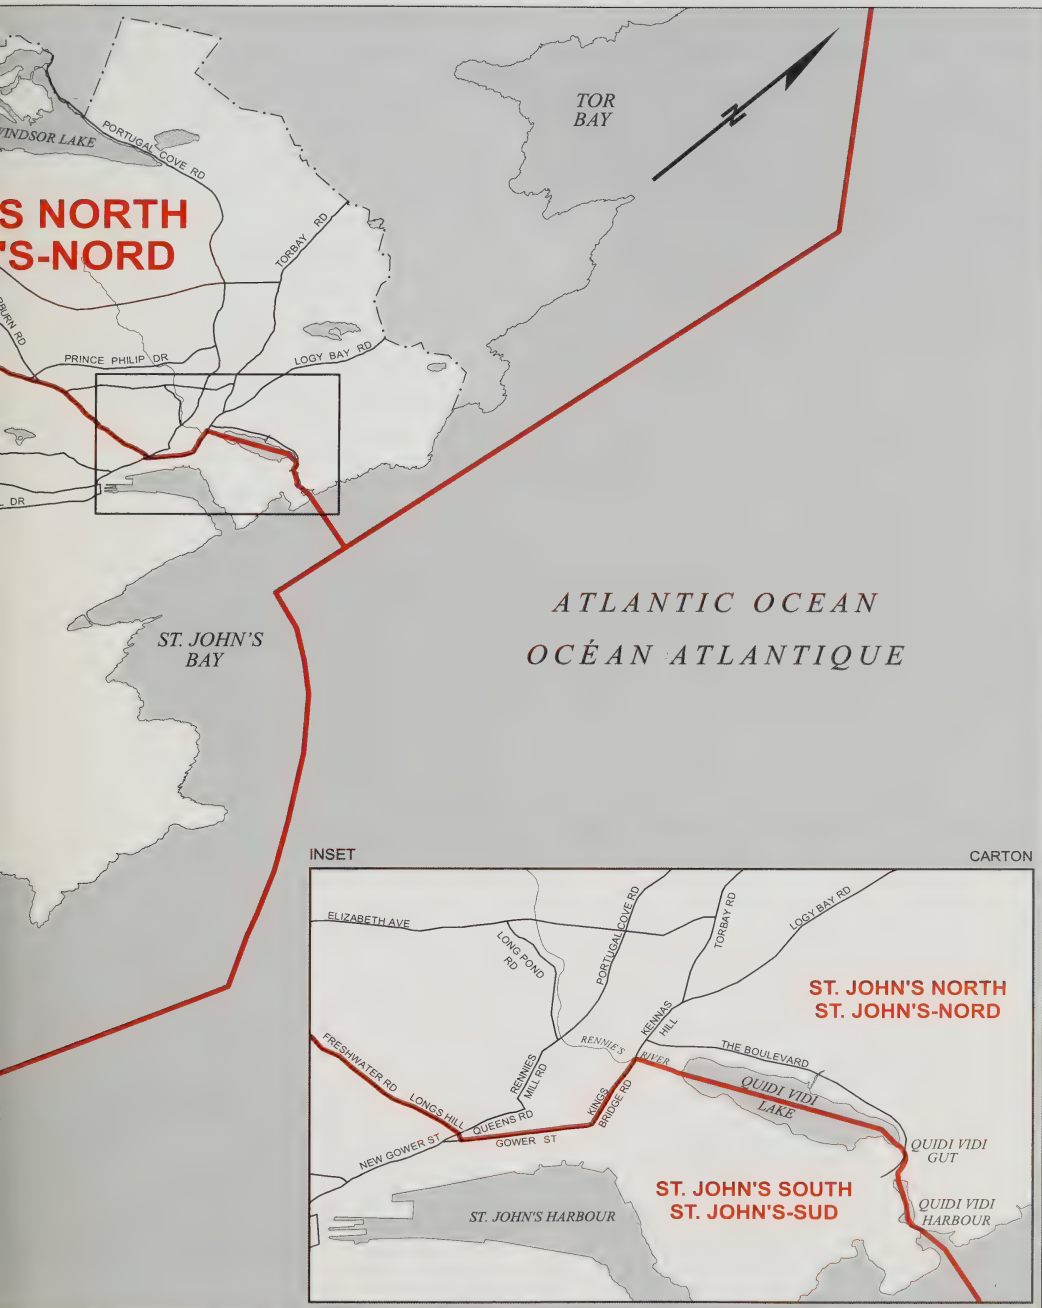 TOR
BAY
WINDSOR LAKE
PORTUGAL COVE RD
S NORTH
'S-NORD
TORBAY RD
RD
PRINCE PHILIP DR
LOGY BAY RD
DR
ST. JOHN'S
BAY
ATLANTIC OCEAN
OCÉAN ATLANTIQUE
INSET
CARTON
ELIZABETH AVE
LONG POND
RD
PORTUGAL COVE RD
TORBAY RD
LOGY BAY RD
ST. JOHN'S NORTH
ST. JOHN'S-NORD
KENNAS
HILL
RENNIE'S
RIVER
THE BOULEVARD
FRESHWATER RD
LONGS HILL
RENNIES
MILL RD
QUEENS RD
KINGS
BRIDGE RD
QUIDI VIDI
LAKE
NEW GOWER ST
GOWER ST
QUIDI VIDI
GUT
ST. JOHN'S SOUTH
ST. JOHN'S-SUD
QUIDI VIDI
HARBOUR
ST. JOHN'S HARBOUR